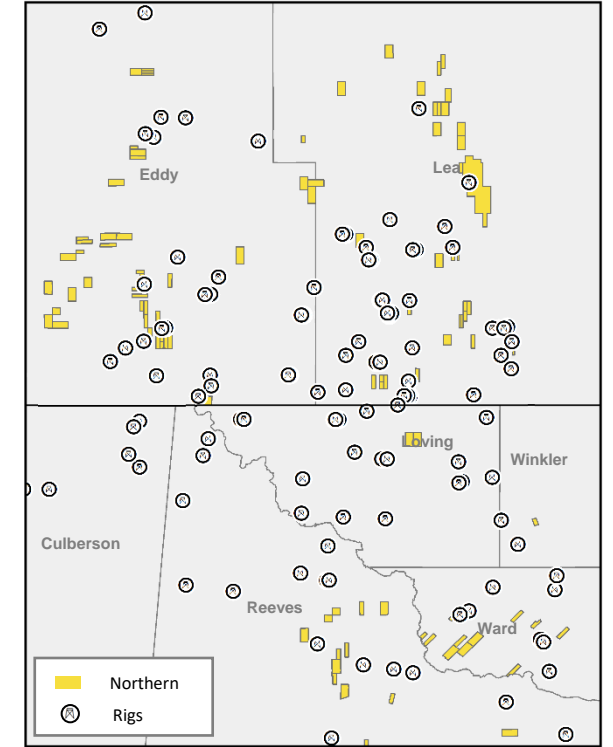 Lea
Eddy
Loving
Winkler
Culberson
Reeves
Ward
Northern
Rigs